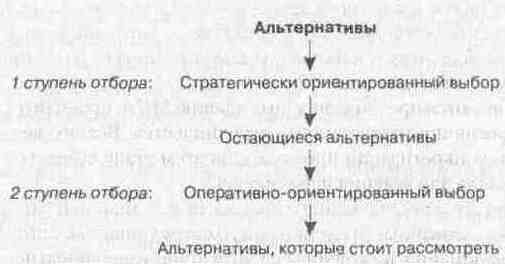 Альтернативы
1 ступень отбора: Стратегически ориентированный выбор
Остающиеся альтернативы
2 ступень отбора: Оперативно-ориентированный выбор
Альтернативы, которые стоит рассмотреть